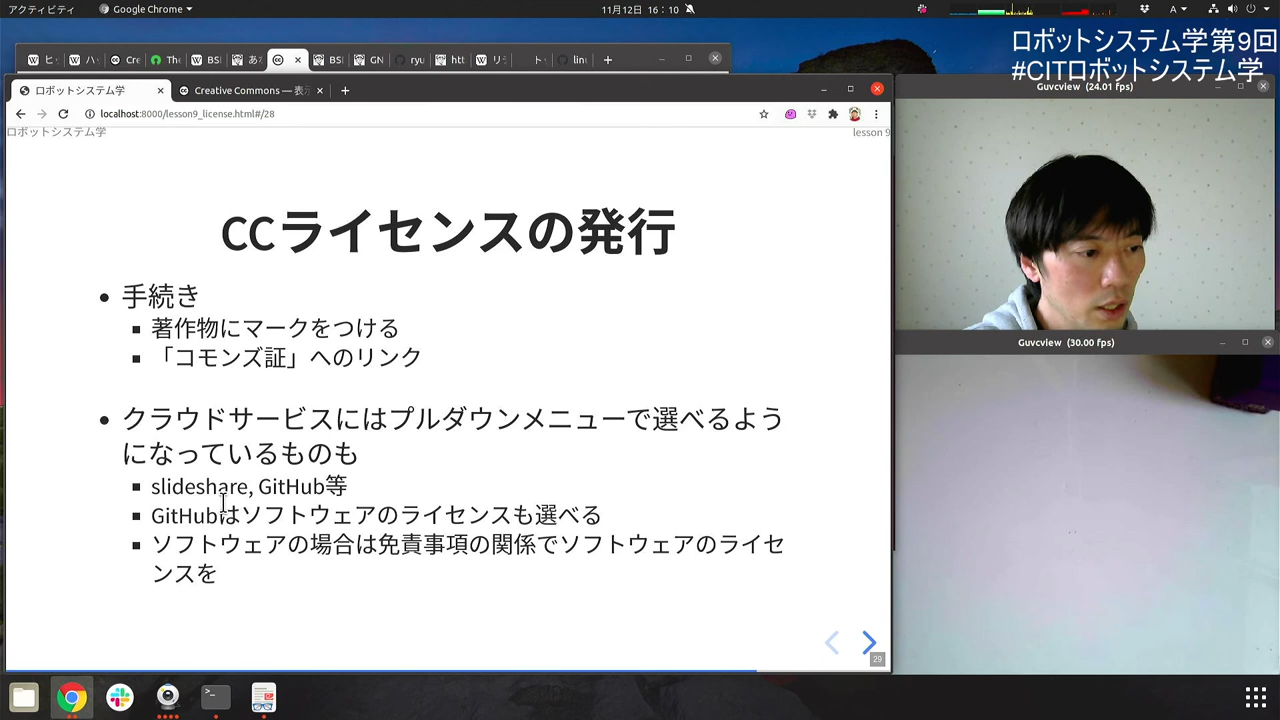 アクティビティ
Google Chrome
11月12日 16：10
A
ロボットシステム学第9回
#CITロボットシステム学
Cre
BS
CC
BS
GN
ryu
htt
ト
lin
Guvcview (24.01 fps)
ロボットシステム学
Creative Commons — 表示
localhost:8000/lesson9_license.html#/28
ロボットシステム学
lesson 9
CCライセンスの発行
手続き
著作物にマークをつける
「コモンズ証」へのリンク
クラウドサービスにはプルダウンメニューで選べるよう
になっているものも
slideshare, GitHub等
GitHubはソフトウェアのライセンスも選べる
ソフトウェアの場合は免責事項の関係でソフトウェアのライセ
ンスを
29
Guvcview (30.00 fps)